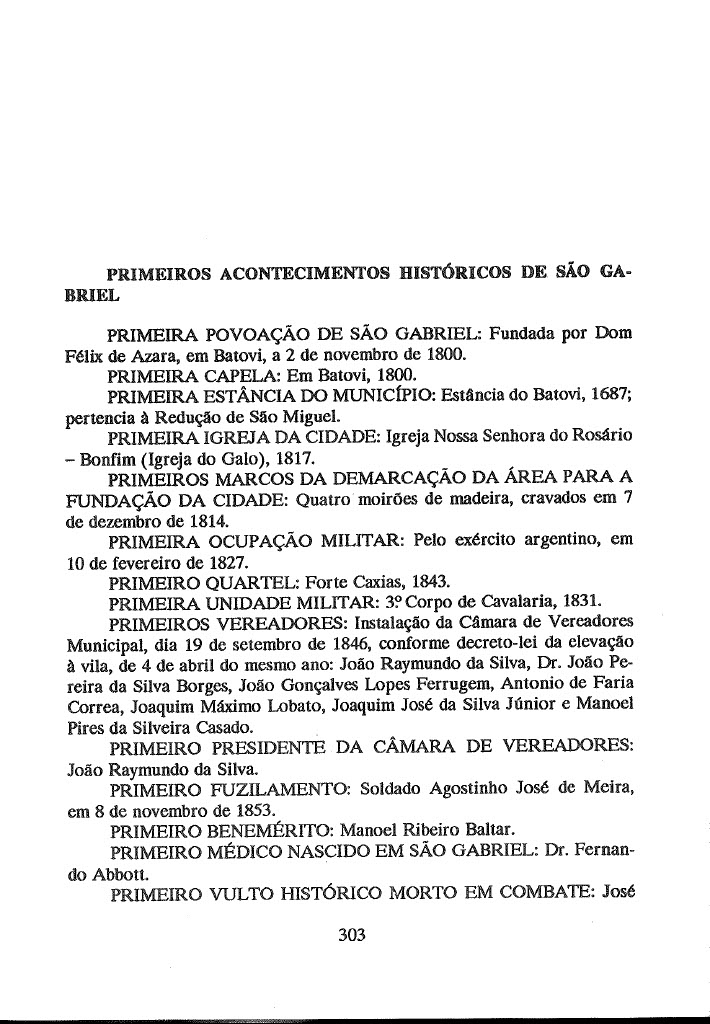 PRIMEIROS ACONTECIMENTOS HISTÓRICOS DE SÃO GA-
BRIEL
PRIMEIRA POVOAÇÃO DE SÃO GABRIEL: Fundada por Dom
Félix de Azara, em Batovi, a 2 de novembro de 1800.
PRIMEIRA CAPELA: Em Batovi, 1800.
PRIMEIRA ESTÂNCIA DO MUNICÍPIO: Estância do Batovi, 1687;
pertencia à Redução de São Miguel.
PRIMEIRA IGREJA DA CIDADE: Igreja Nossa Senhora do Rosário
– Bonfim (Igreja do Galo), 1817.
PRIMEIROS MARCOS DA DEMARCAÇÃO DA ÁREA PARA A
FUNDAÇÃO DA CIDADE: Quatro moirões de madeira, cravados em 7
de dezembro de 1814.
PRIMEIRA OCUPAÇÃO MILITAR: Pelo exército argentino, em
10 de fevereiro de 1827.
PRIMEIRO QUARTEL: Forte Caxias, 1843.
PRIMEIRA UNIDADE MILITAR: 3º Corpo de Cavalaria, 1831.
PRIMEIROS VEREADORES: Instalação da Câmara de Vereadores
Municipal, dia 19 de setembro de 1846, conforme decreto-lei da elevação
à vila, de 4 de abril do mesmo ano: João Raymundo da Silva, Dr. João Pe-
reira da Silva Borges, João Gonçalves Lopes Ferrugem, Antonio de Faria
Correa, Joaquim Máximo Lobato, Joaquim José da Silva Júnior e Manoel
Pires da Silveira Casado.
PRIMEIRO PRESIDENTE DA CÂMARA DE VEREADORES:
João Raymundo da Silva.
PRIMEIRO FUZILAMENTO: Soldado Agostinho José de Meira,
em 8 de novembro de 1853.
PRIMEIRO BENEMÉRITO: Manoel Ribeiro Baltar.
PRIMEIRO MÉDICO NASCIDO EM SÃO GABRIEL: Dr. Fernan-
do Abbott.
PRIMEIRO VULTO HISTÓRICO MORTO EM COMBATE: José
303